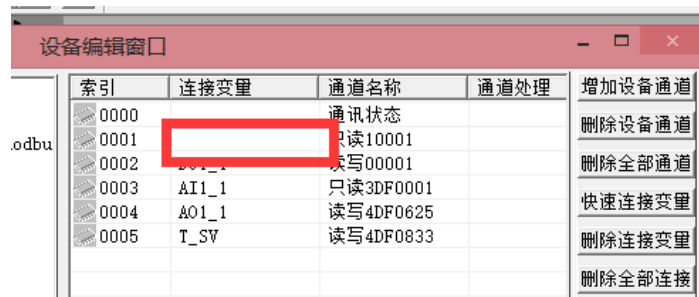 设备编辑窗口
索引 连接变量 通道名称 通道处理
0000 通讯状态
0001 只读10001
0002 读写00001
0003 AI1_1 只读3DF0001
0004 AO1_1 读写4DF0625
0005 T_SV 读写4DF0833
odbu
增加设备通道
删除设备通道
删除全部通道
快速连接变量
删除连接变量
删除全部连接